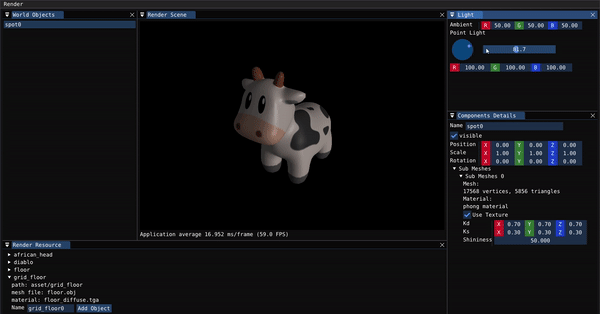 Render
World Objects
spot0
Render Scene
Application average 16.952 ms/frame (59.0 FPS)
Render Resource
african_head
diablo
floor
grid_floor
path: asset/grid_floor
mesh file: floor.obj
material: floor_diffuse.tga
Name grid_floor0 Add Object
Light
Ambient R 50.00 G 50.00 B 50.00
Point Light
81.7
R 100.00 G 100.00 B 100.00
Components Details
Name spot0
visible
Position X 0.00 Y 0.00 Z 0.00
Scale X 1.00 Y 1.00 Z 1.00
Rotation X 0.00 Y 0.00 Z 0.00
Sub Meshes
Sub Meshes 0
Mesh:
17568 vertices, 5856 triangles
Material:
phong material
Use Texture
Kd X 0.70 Y 0.70 Z 0.70
Ks X 0.30 Y 0.30 Z 0.30
Shininess 50.000